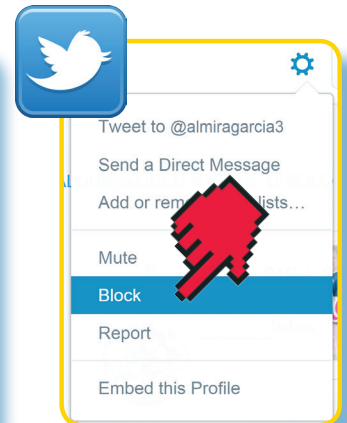 Tweet to @almiragarcia3
Send a Direct Message
Add or rem lists...
Mute
Block
Report
Embed this Profile